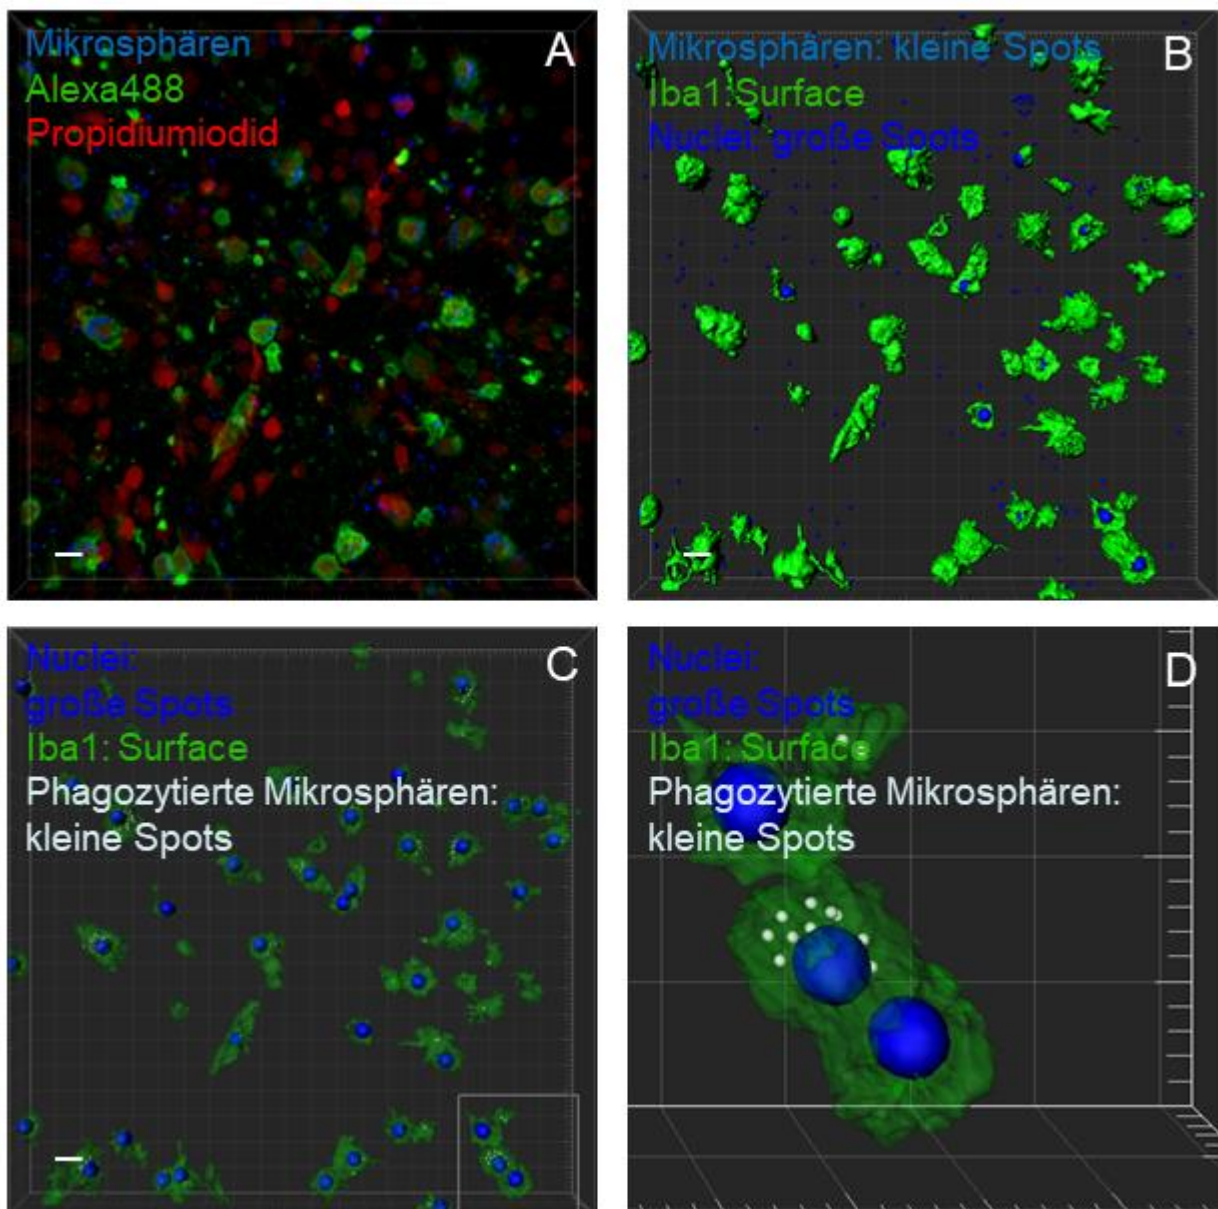 Mikrosphären
Alexa488
Propidiumiodid
A
Mikrosphären: kleine Spots
Iba1:Surface
Nuclei: große Spots
B
Nuclei:
große Spots
Iba1: Surface
Phagozytierte Mikrosphären:
kleine Spots
C
Nuclei:
große Spots
Iba1: Surface
Phagozytierte Mikrosphären:
kleine Spots
D